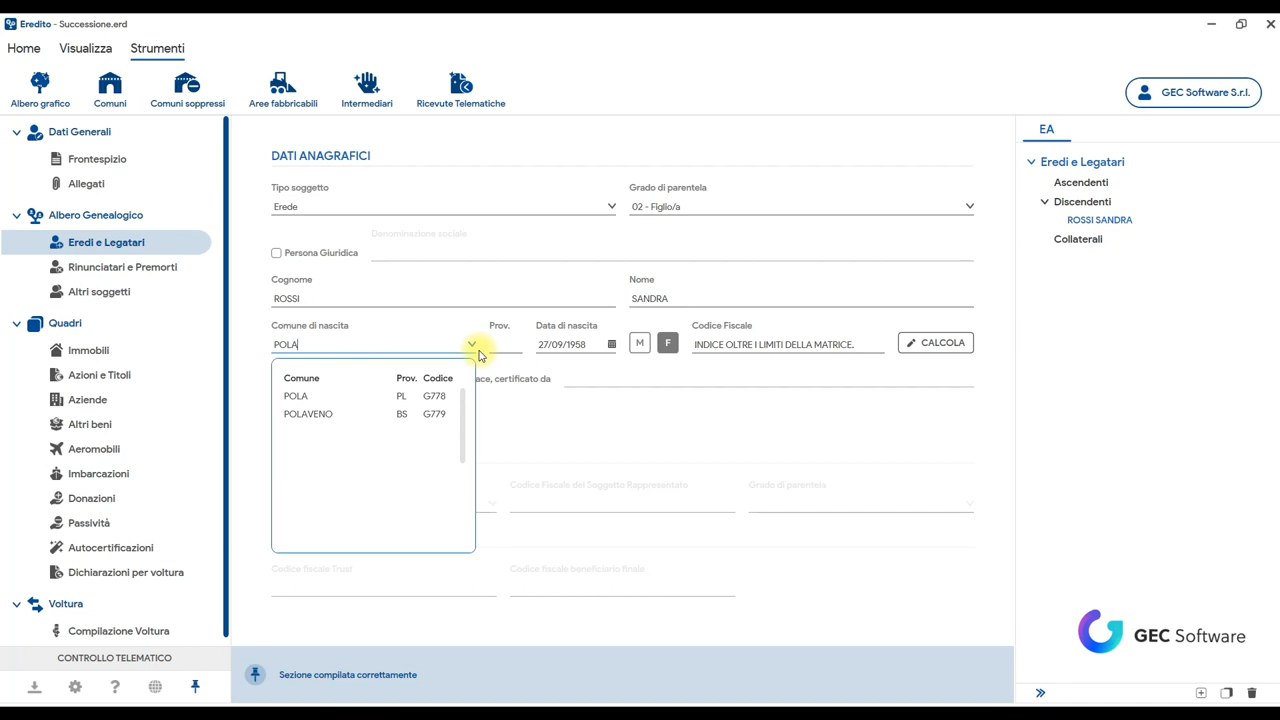 Eredito - Successione.erd
Home Visualizza Strumenti
Albero grafico Comuni Comuni soppressi Aree fabbricabili Intermediari Ricevute Telematiche
GEC Software S.r.l.
Dati Generali
Frontespizio
Allegati
Albero Genealogico
Eredi e Legatari
Rinunciatari e Premorti
Altri soggetti
Quadri
Immobili
Azioni e Titoli
Aziende
Altri beni
Aeromobili
Imbarcazioni
Donazioni
Passività
Autocertificazioni
Dichiarazioni per voltura
Voltura
Compilazione Voltura
CONTROLLO TELEMATICO
DATI ANAGRAFICI
Tipo soggetto Grado di parentela
Erede 02 - Figlio/a
Denominazione sociale
Persona Giuridica
Cognome Nome
ROSSI SANDRA
Comune di nascita Prov. Data di nascita Codice Fiscale
POLA 27/09/1958 M F INDICE OLTRE I LIMITI DELLA MATRICE. CALCOLA
certificato da
Comune Prov. Codice
POLA PL G778
POLAVENO BS G779
Codice Fiscale del Soggetto Rappresentato Grado di parentela
Codice fiscale Trust Codice fiscale beneficiario finale
Sezione compilata correttamente
EA
Eredi e Legatari
Ascendenti
Discendenti
ROSSI SANDRA
Collaterali
GEC Software